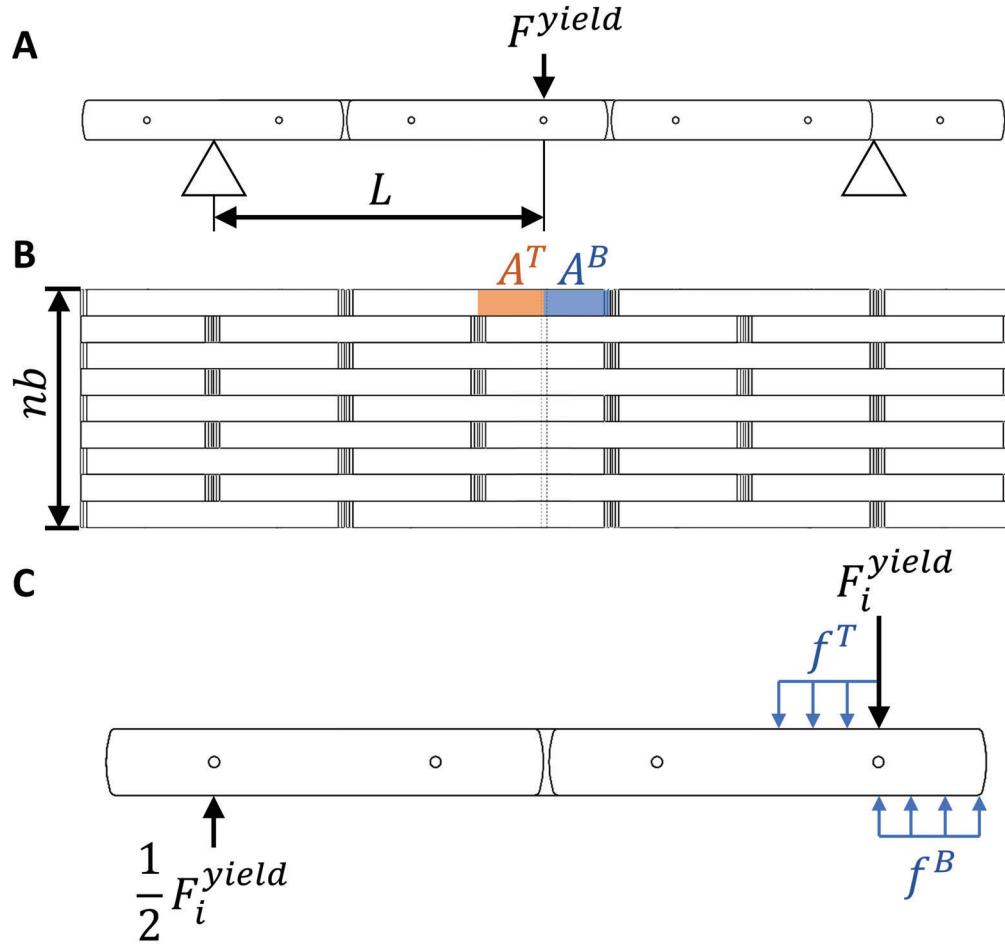 A
F^yield
L
B
A^T A^B
nb
C
F_i^yield
f^T
1/2 F_i^yield
f^B